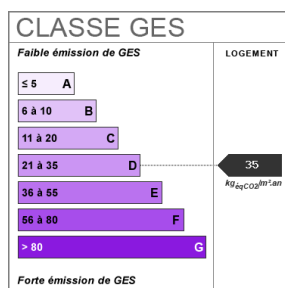 CLASSE GES
Faible émission de GES
LOGEMENT
≤ 5 A
6 à 10 B
11 à 20 C
21 à 35 D
35
kgéqCO2/m².an
36 à 55 E
56 à 80 F
> 80 G
Forte émission de GES